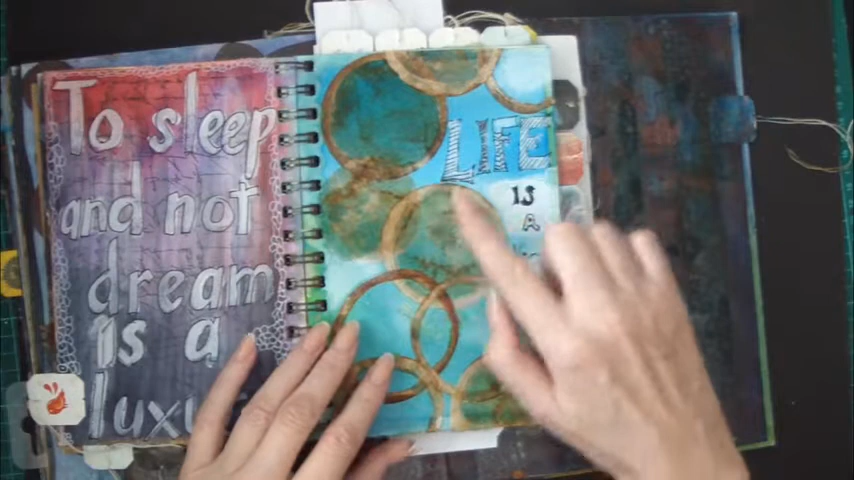 To sleep
and not
dream
is a
LIFE
IS
A